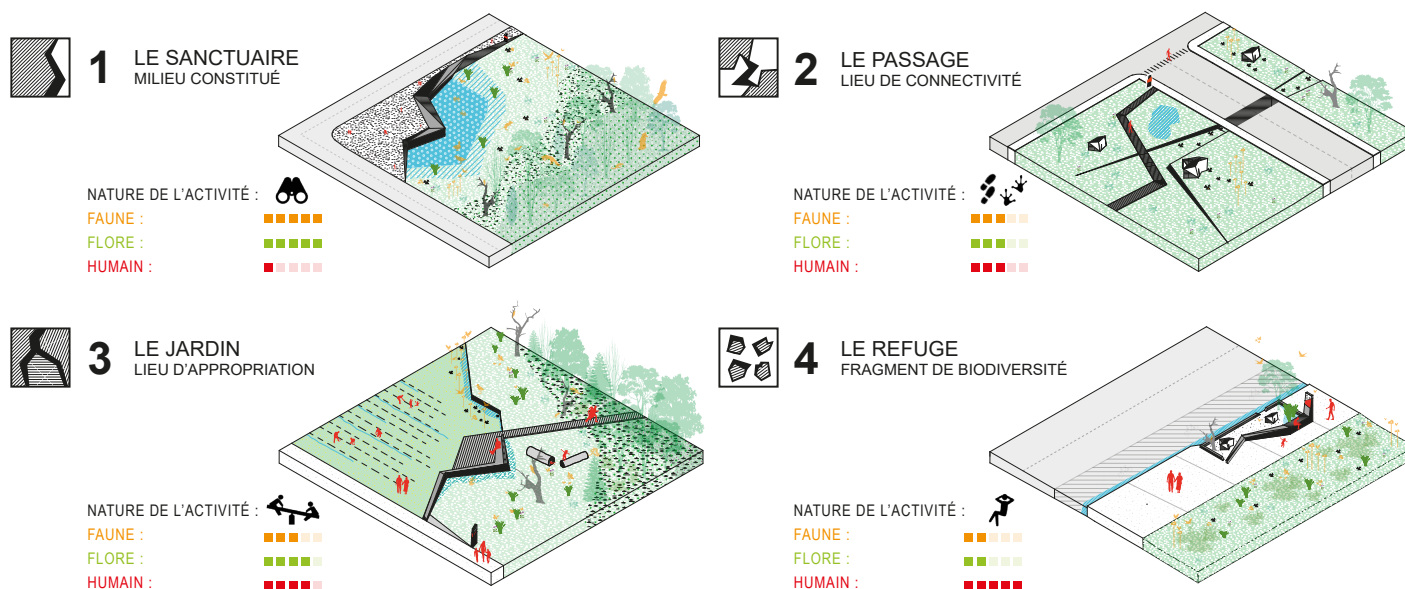 1
LE SANCTUAIRE
MILIEU CONSTITUÉ
NATURE DE L'ACTIVITÉ :
FAUNE :
FLORE :
HUMAIN :
2
LE PASSAGE
LIEU DE CONNECTIVITÉ
NATURE DE L'ACTIVITÉ :
FAUNE :
FLORE :
HUMAIN :
3
LE JARDIN
LIEU D'APPROPRIATION
NATURE DE L'ACTIVITÉ :
FAUNE :
FLORE :
HUMAIN :
4
LE REFUGE
FRAGMENT DE BIODIVERSITÉ
NATURE DE L'ACTIVITÉ :
FAUNE :
FLORE :
HUMAIN :